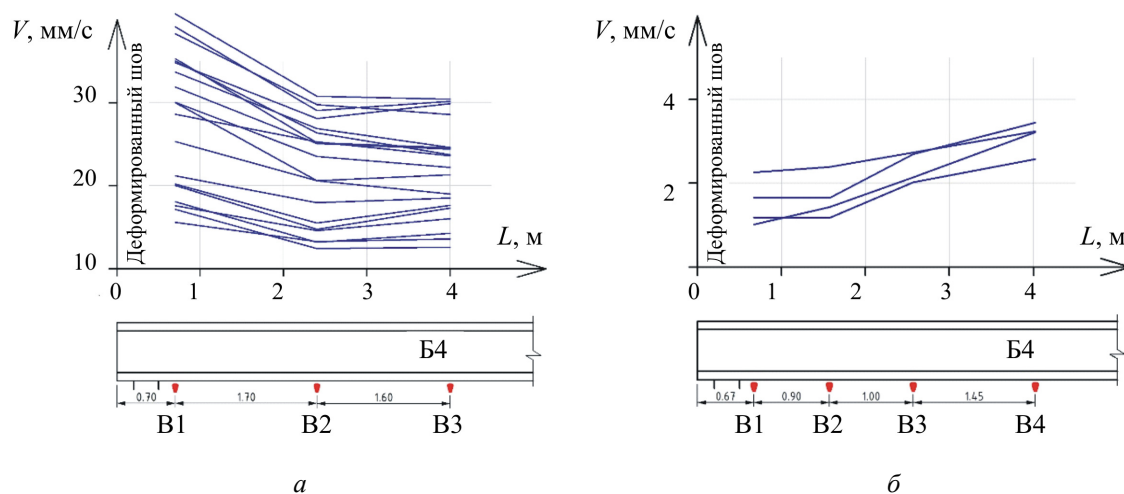 V, мм/с
30
20
10
Деформированный шов
L, м
0 1 2 3 4
Б4
0.70 1.70 1.60
В1 В2 В3
а
V, мм/с
4
2
Деформированный шов
L, м
0 1 2 3 4
Б4
0.67 0.90 1.00 1.45
В1 В2 В3 В4
б